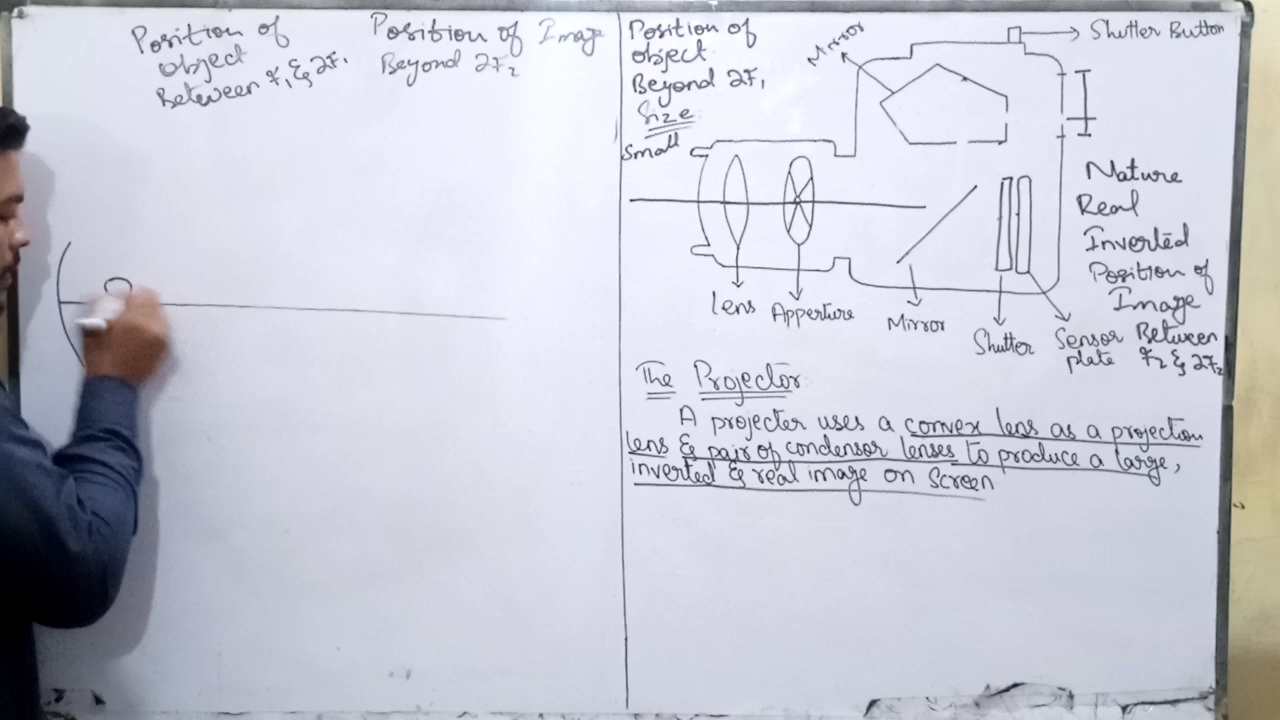 Position of
object
Between F₁ & 2F₁
Position of Image
Beyond 2F₂
Position of
object
Beyond 2F₁
Size
Small
Mirror
Shutter Button
Nature
Real
Inverted
Position of
Image
Between
F₂ & 2F₂
Lens
Apperture
Mirror
Shutter
Sensor
plate
The Projector
A projecter uses a convex lens as a projection
lens & pair of condensor lenses to produce a large,
inverted & real image on screen